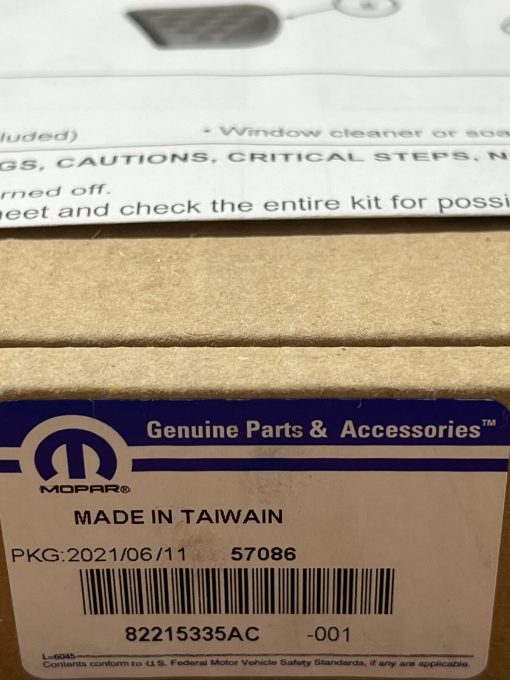 luded) • Window cleaner or soa
GS, CAUTIONS, CRITICAL STEPS, N
rned off.
eet and check the entire kit for possi
Genuine Parts & Accessories™
MOPAR®
MADE IN TAIWAIN
PKG:2021/06/11 57086
82215335AC -001
L-6045
Contents conform to U.S. Federal Motor Vehicle Safety Standards, if any are applicable.